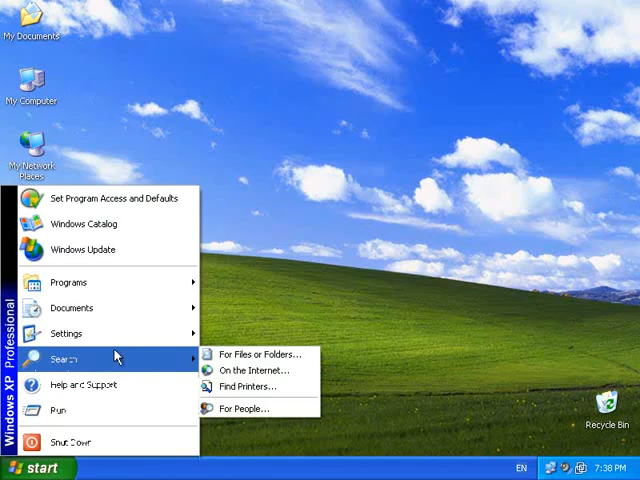 My Documents
My Computer
My Network
Places
Set Program Access and Defaults
Windows Catalog
Windows Update
Programs
Documents
Settings
Search
Help and Support
Run
Shut Down
Windows XP Professional
For Files or Folders...
On the Internet...
Find Printers...
For People...
Recycle Bin
start
EN
7:38 PM